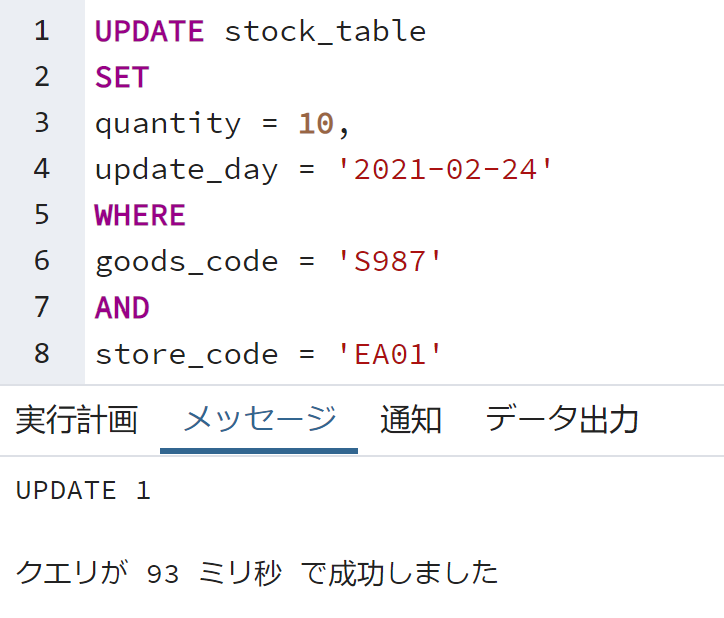 1 UPDATE stock_table
2 SET
3 quantity = 10,
4 update_day = '2021-02-24'
5 WHERE
6 goods_code = 'S987'
7 AND
8 store_code = 'EA01'
実行計画 メッセージ 通知 データ出力
UPDATE 1
クエリが 93 ミリ秒 で成功しました